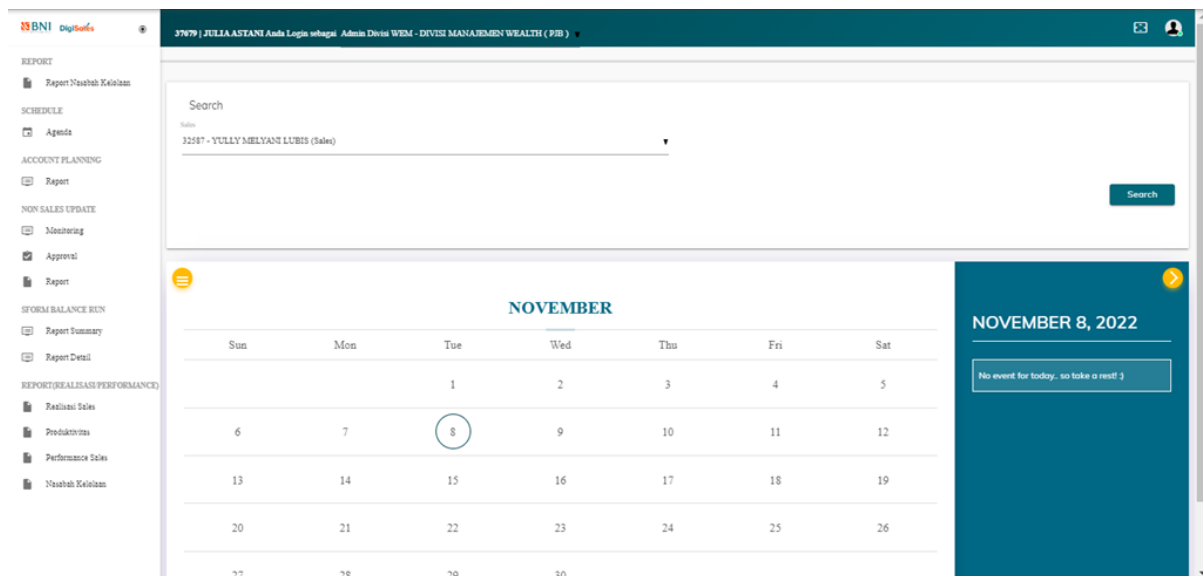 BNI DigiSales
37679 | JULIA ASTANI Anda Login sebagai Admin Divisi WEM - DIVISI MANAJEMEN WEALTH ( PJB )
REPORT
Report Nasabah Kelolaan
SCHEDULE
Agenda
ACCOUNT PLANNING
Report
NON SALES UPDATE
Monitoring
Approval
Report
SFORM BALANCE RUN
Report Summary
Report Detail
REPORT(REALISASI/PERFORMANCE)
Realisasi Sales
Produktivitas
Performance Sales
Nasabah Kelolaan
Search
Sales
32587 - YULLY MELYANI LUBIS (Sales)
Search
NOVEMBER
Sun Mon Tue Wed Thu Fri Sat
1 2 3 4 5
6 7 8 9 10 11 12
13 14 15 16 17 18 19
20 21 22 23 24 25 26
27 28 29 30
NOVEMBER 8, 2022
No event for today.. so take a rest! :)